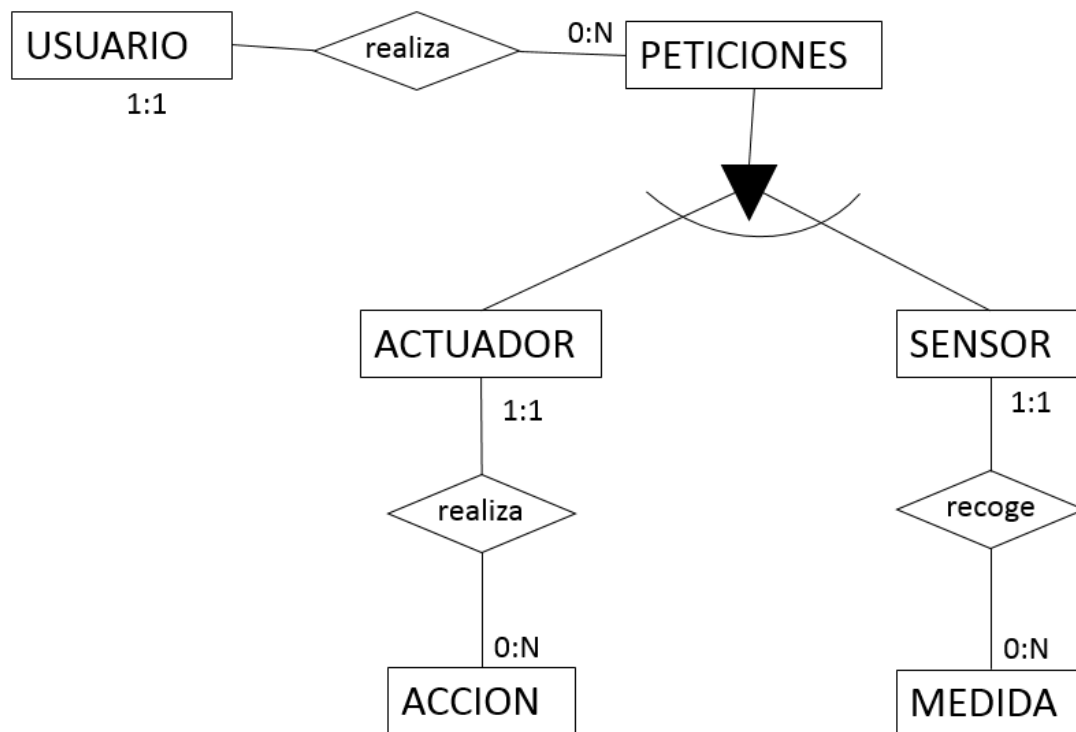 USUARIO
realiza
0:N
PETICIONES
1:1
ACTUADOR
SENSOR
1:1
1:1
realiza
recoge
0:N
0:N
ACCION
MEDIDA